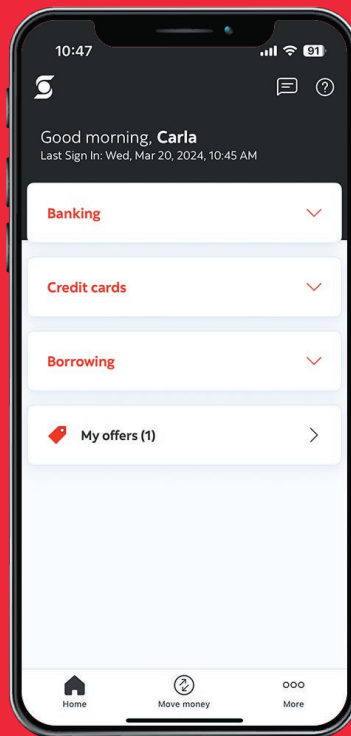 10:47
91
Good morning, Carla
Last Sign In: Wed, Mar 20, 2024, 10:45 AM
Banking
Credit cards
Borrowing
My offers (1)
Home
Move money
More